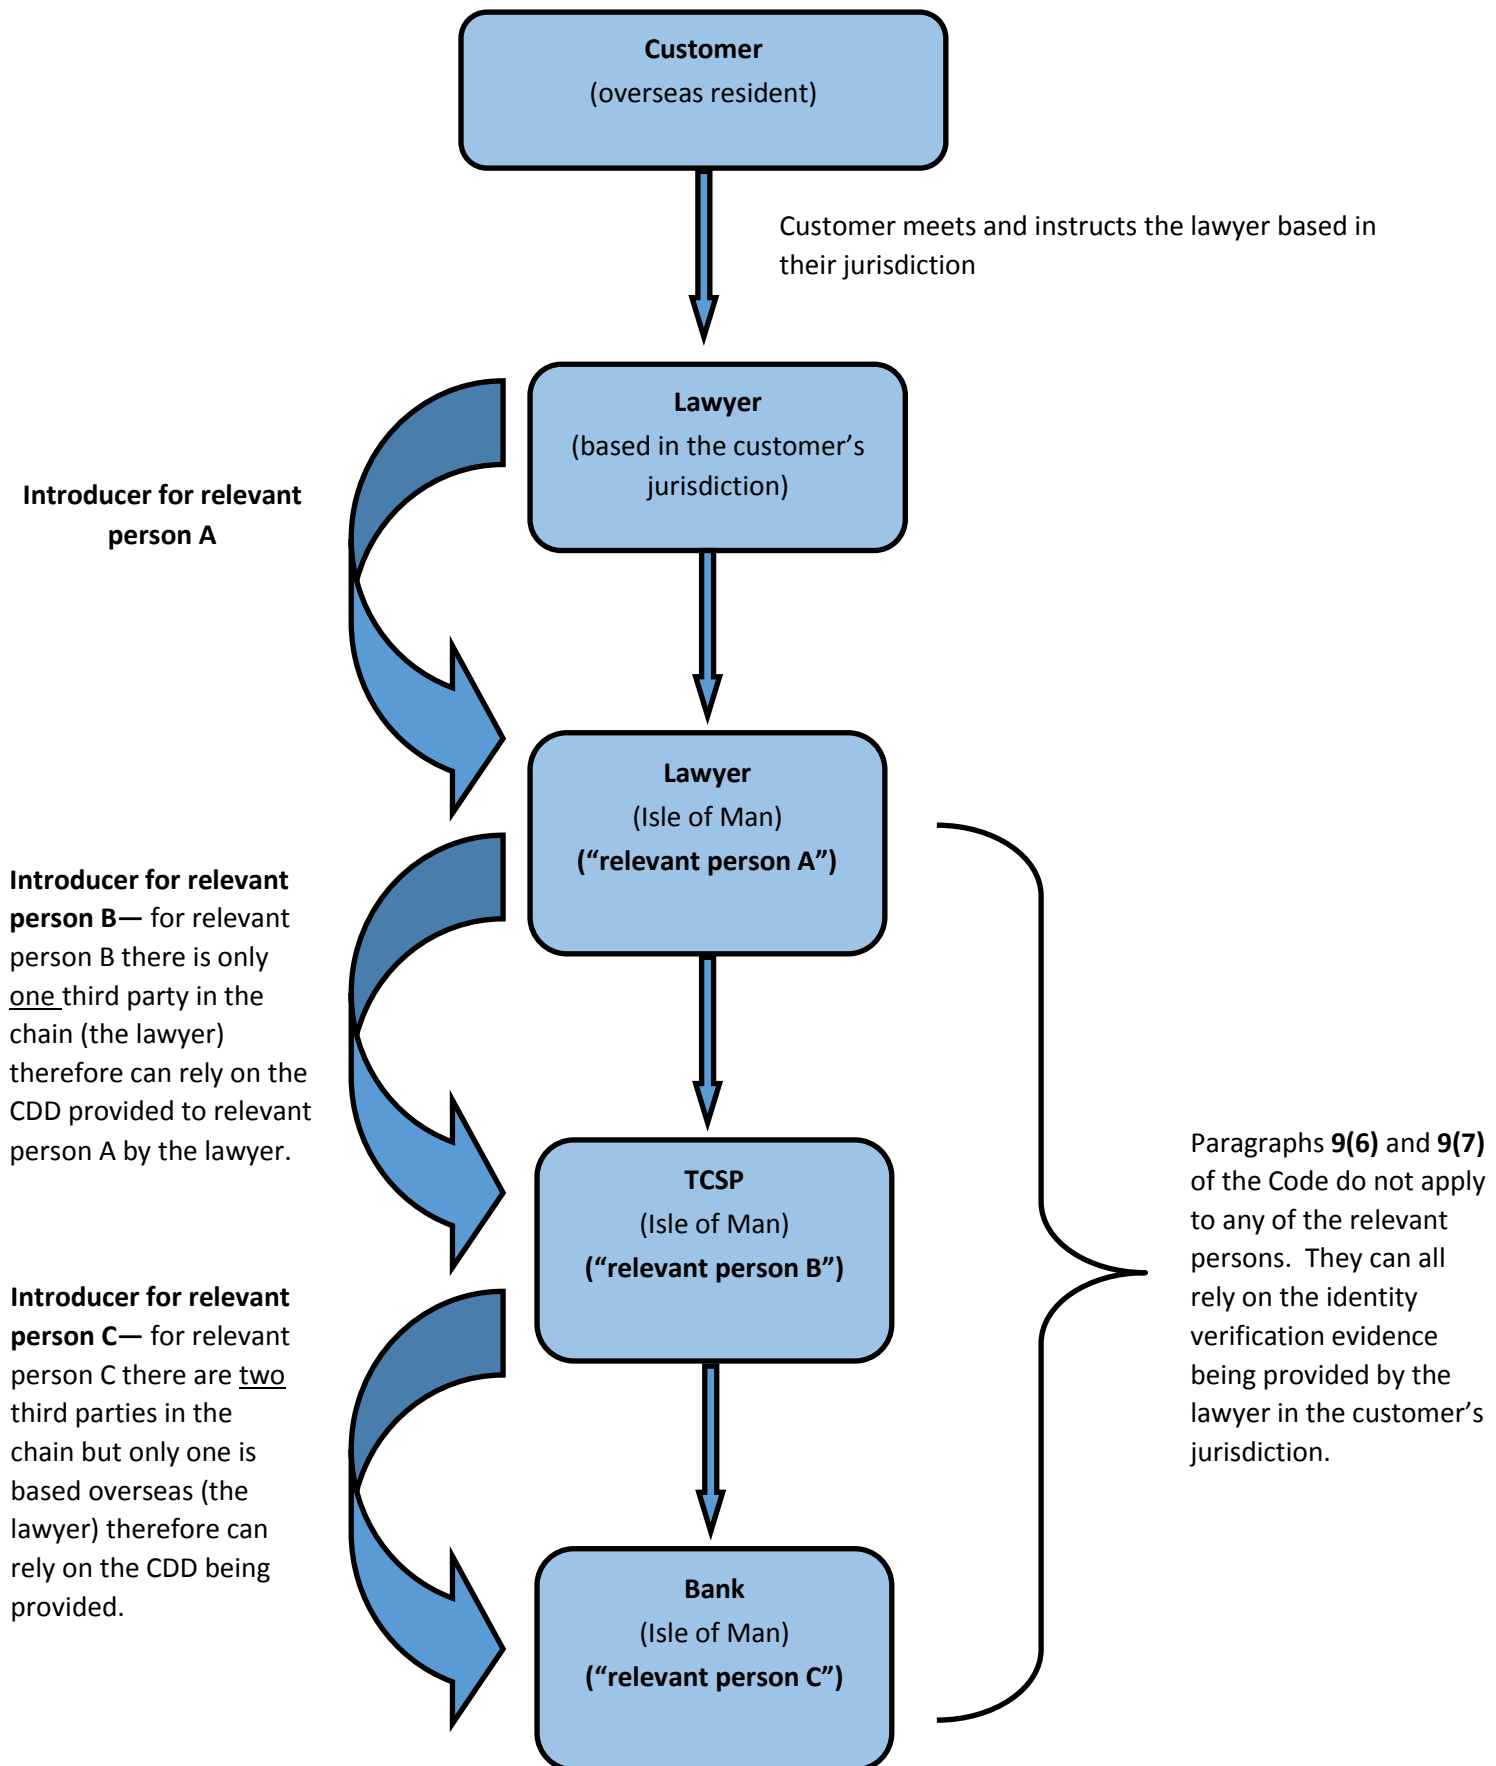 Customer
(overseas resident)
Customer meets and instructs the lawyer based in
their jurisdiction
Lawyer
(based in the customer’s
jurisdiction)
Introducer for relevant
person A
Lawyer
(Isle of Man)
(“relevant person A”)
Introducer for relevant
person B— for relevant
person B there is only
one third party in the
chain (the lawyer)
therefore can rely on the
CDD provided to relevant
person A by the lawyer.
TCSP
(Isle of Man)
(“relevant person B”)
Paragraphs 9(6) and 9(7)
of the Code do not apply
to any of the relevant
persons.  They can all
rely on the identity
verification evidence
being provided by the
lawyer in the customer’s
jurisdiction.
Introducer for relevant
person C— for relevant
person C there are two
third parties in the
chain but only one is
based overseas (the
lawyer) therefore can
rely on the CDD being
provided.
Bank
(Isle of Man)
(“relevant person C”)